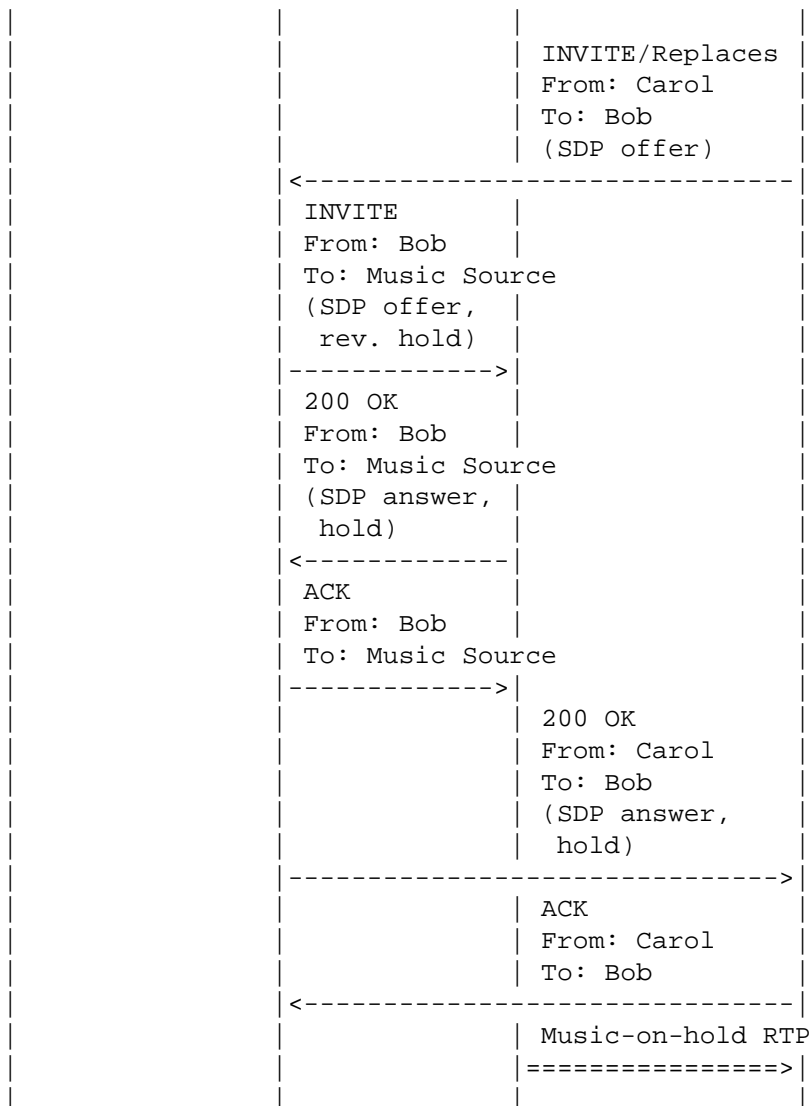 INVITE/Replaces
From: Carol
To: Bob
(SDP offer)
INVITE
From: Bob
To: Music Source
(SDP offer,
rev. hold)
200 OK
From: Bob
To: Music Source
(SDP answer,
hold)
ACK
From: Bob
To: Music Source
200 OK
From: Carol
To: Bob
(SDP answer,
hold)
ACK
From: Carol
To: Bob
Music-on-hold RTP